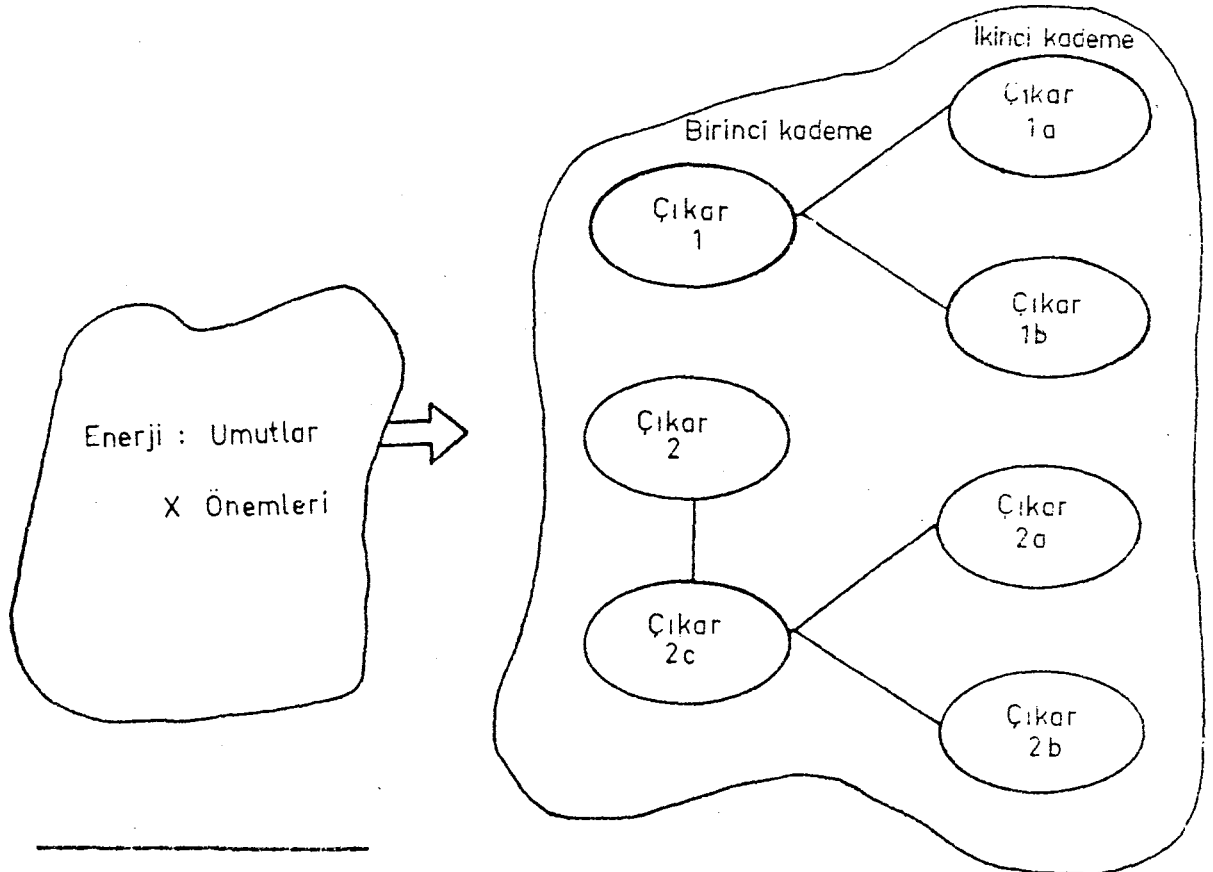 İkinci kademe
Çıkar
1a
Birinci kademe
Çıkar
1
Çıkar
1b
Enerji : Umutlar
X Önemleri
Çıkar
2
Çıkar
2a
Çıkar
2c
Çıkar
2b